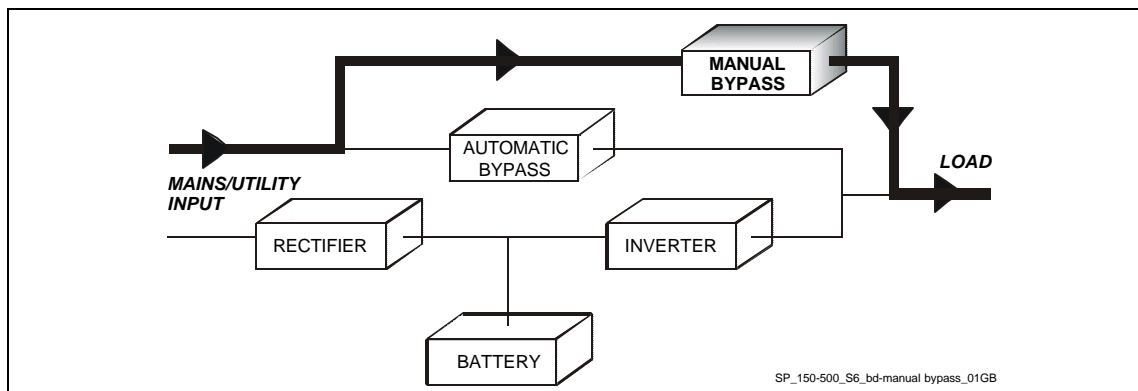 MANUAL
BYPASS
AUTOMATIC
BYPASS
LOAD
MAINS/UTILITY
INPUT
RECTIFIER
INVERTER
BATTERY
SP_150-500_S6_bd-manual bypass_01GB